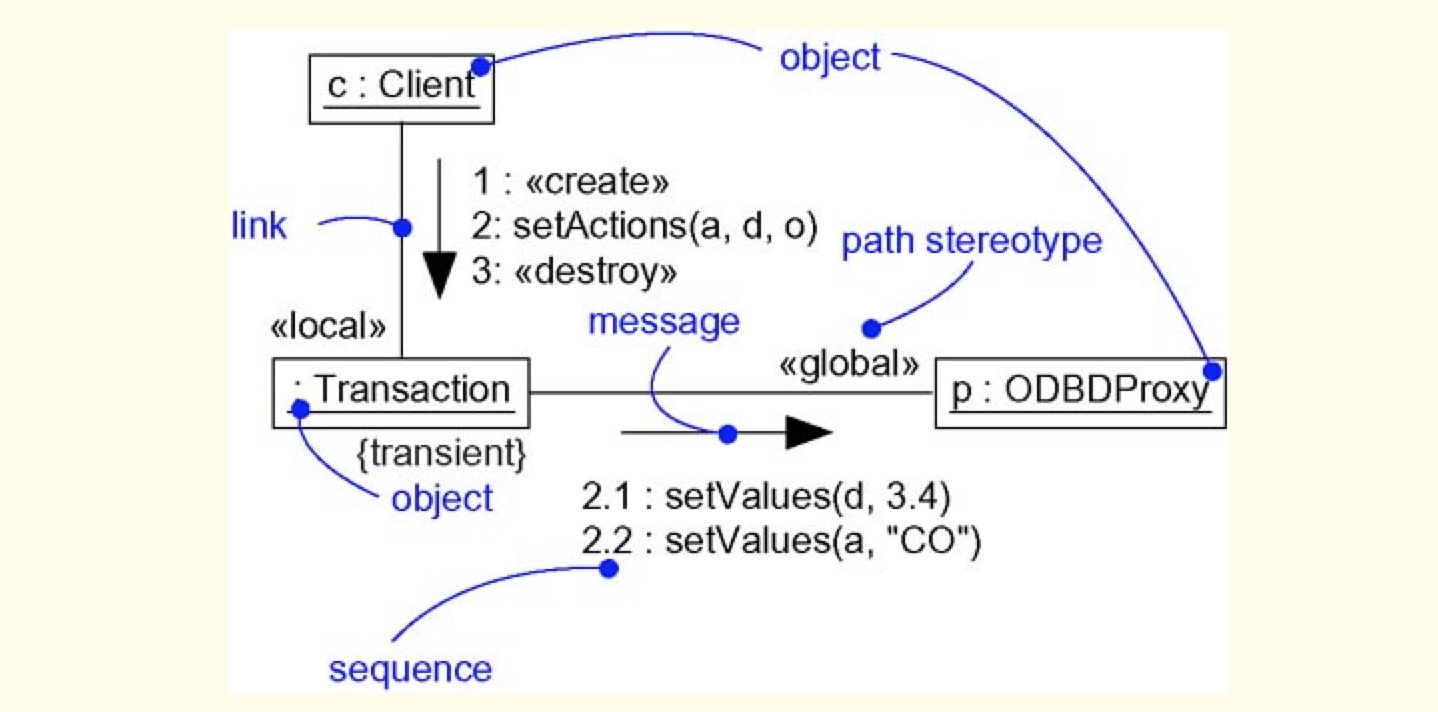 object
c : Client
1 : «create»
link
2: setActions(a, d, o)
path stereotype
3: «destroy»
«local»
message
«global»
: Transaction
p : ODBDProxy
{transient}
object
2.1 : setValues(d, 3.4)
2.2 : setValues(a, "CO")
sequence